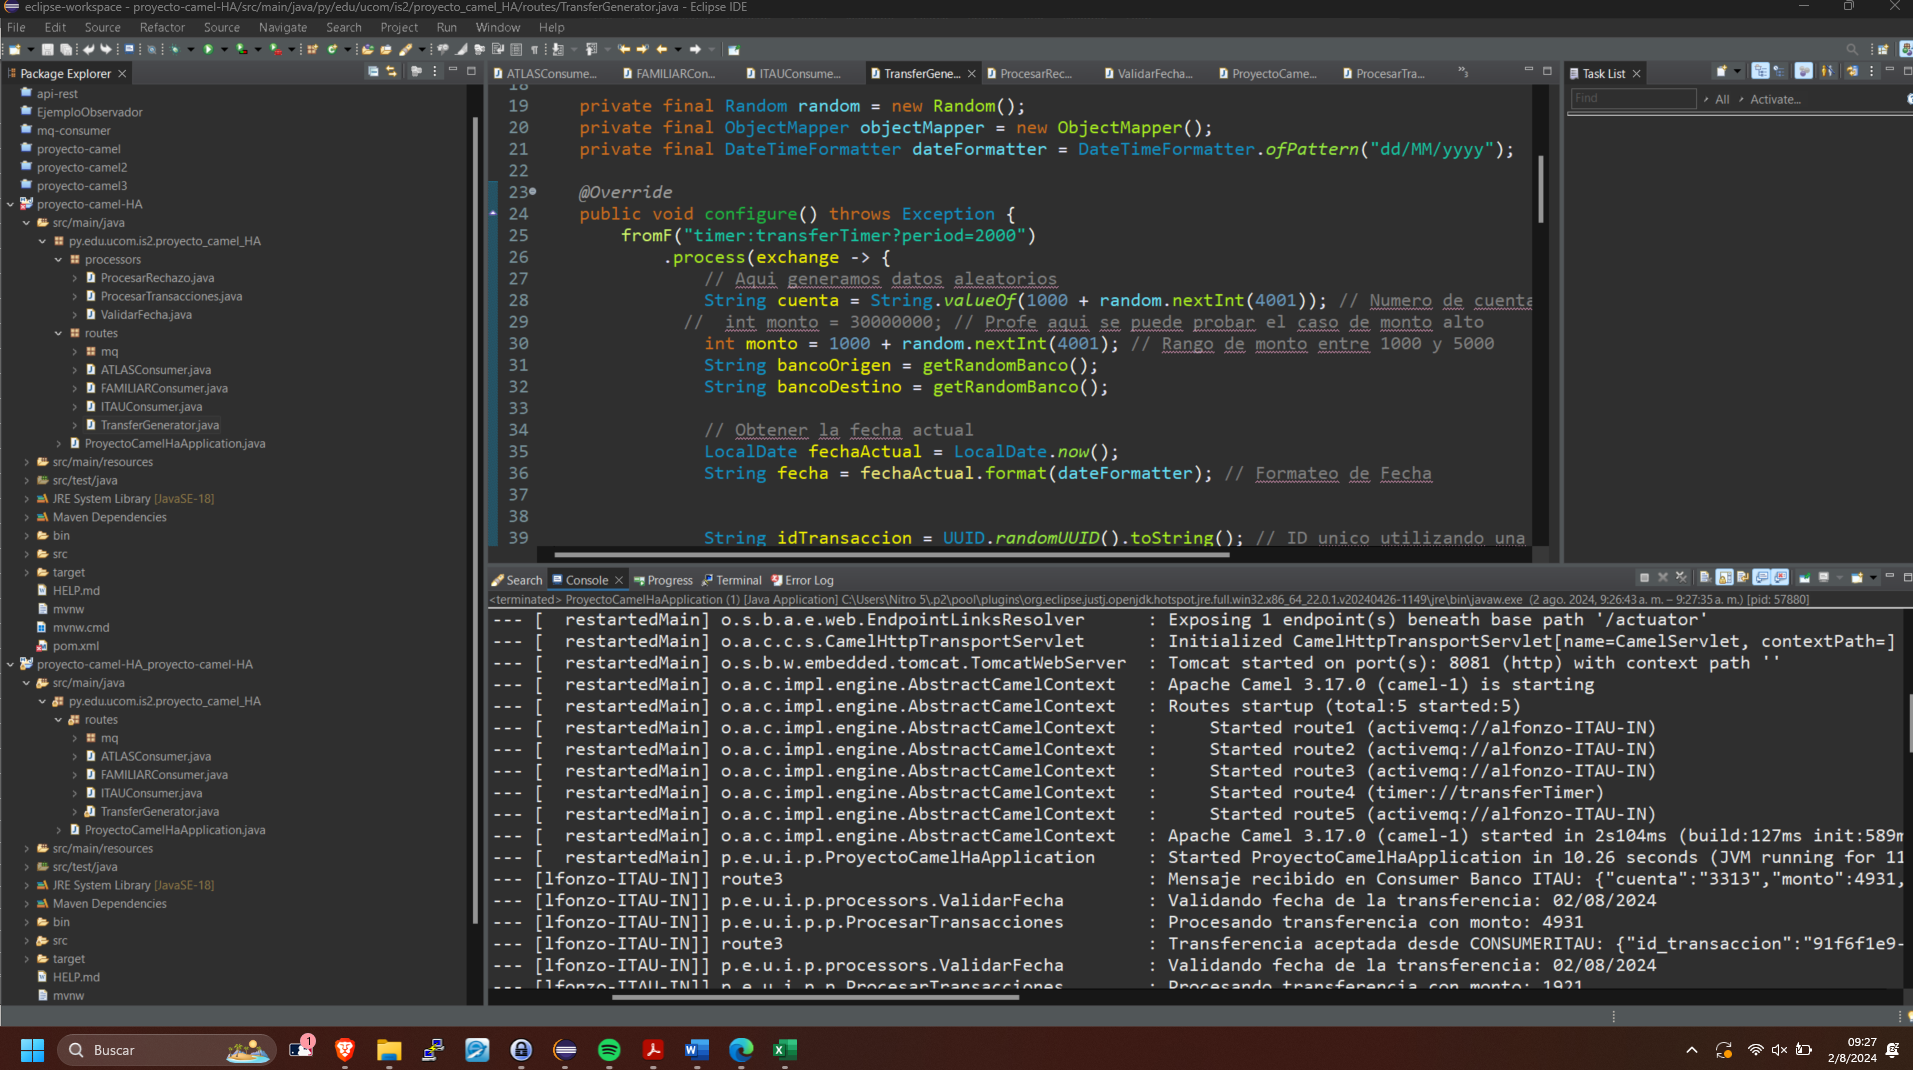 eclipse-workspace - proyecto-camel-HA/src/main/java/py/edu/ucom/is2/proyecto_camel_HA/routes/TransferGenerator.java - Eclipse IDE
File Edit Source Refactor Source Navigate Search Project Run Window Help
Package Explorer
api-rest
EjemploObservador
mq-consumer
proyecto-camel
proyecto-camel2
proyecto-camel3
proyecto-camel-HA
src/main/java
py.edu.ucom.is2.proyecto_camel_HA
processors
ProcesarRechazo.java
ProcesarTransacciones.java
ValidarFecha.java
routes
mq
ATLASConsumer.java
FAMILIARConsumer.java
ITAUConsumer.java
TransferGenerator.java
ProyectoCamelHaApplication.java
src/main/resources
src/test/java
JRE System Library [JavaSE-18]
Maven Dependencies
bin
src
target
HELP.md
mvnw
mvnw.cmd
pom.xml
proyecto-camel-HA_proyecto-camel-HA
src/main/java
py.edu.ucom.is2.proyecto_camel_HA
routes
mq
ATLASConsumer.java
FAMILIARConsumer.java
ITAUConsumer.java
TransferGenerator.java
ProyectoCamelHaApplication.java
src/main/resources
src/test/java
JRE System Library [JavaSE-18]
Maven Dependencies
bin
src
target
HELP.md
mvnw
ATLASConsume... FAMILIARCon... ITAUConsume... TransferGene... ProcesarRec... ValidarFecha... ProyectoCame... ProcesarTra...
18
19 private final Random random = new Random();
20 private final ObjectMapper objectMapper = new ObjectMapper();
21 private final DateTimeFormatter dateFormatter = DateTimeFormatter.ofPattern("dd/MM/yyyy");
22
23 @Override
24 public void configure() throws Exception {
25 fromF("timer:transferTimer?period=2000")
26 .process(exchange -> {
27 // Aqui generamos datos aleatorios
28 String cuenta = String.valueOf(1000 + random.nextInt(4001)); // Numero de cuenta
29 // int monto = 30000000; // Profe aqui se puede probar el caso de monto alto
30 int monto = 1000 + random.nextInt(4001); // Rango de monto entre 1000 y 5000
31 String bancoOrigen = getRandomBanco();
32 String bancoDestino = getRandomBanco();
33
34 // Obtener la fecha actual
35 LocalDate fechaActual = LocalDate.now();
36 String fecha = fechaActual.format(dateFormatter); // Formateo de Fecha
37
38
39 String idTransaccion = UUID.randomUUID().toString(); // ID unico utilizando una
Task List
Find All Activate...
Search Console Progress Terminal Error Log
<terminated> ProyectoCamelHaApplication (1) [Java Application] C:\Users\Nitro 5\.p2\pool\plugins\org.eclipse.justj.openjdk.hotspot.jre.full.win32.x86_64_22.0.1.v20240426-1149\jre\bin\javaw.exe (2 ago. 2024, 9:26:43 a. m. – 9:27:35 a. m.) [pid: 57880]
--- [ restartedMain] o.s.b.a.e.web.EndpointLinksResolver : Exposing 1 endpoint(s) beneath base path '/actuator'
--- [ restartedMain] o.a.c.c.s.CamelHttpTransportServlet : Initialized CamelHttpTransportServlet[name=CamelServlet, contextPath=]
--- [ restartedMain] o.s.b.w.embedded.tomcat.TomcatWebServer : Tomcat started on port(s): 8081 (http) with context path ''
--- [ restartedMain] o.a.c.impl.engine.AbstractCamelContext : Apache Camel 3.17.0 (camel-1) is starting
--- [ restartedMain] o.a.c.impl.engine.AbstractCamelContext : Routes startup (total:5 started:5)
--- [ restartedMain] o.a.c.impl.engine.AbstractCamelContext : Started route1 (activemq://alfonzo-ITAU-IN)
--- [ restartedMain] o.a.c.impl.engine.AbstractCamelContext : Started route2 (activemq://alfonzo-ITAU-IN)
--- [ restartedMain] o.a.c.impl.engine.AbstractCamelContext : Started route3 (activemq://alfonzo-ITAU-IN)
--- [ restartedMain] o.a.c.impl.engine.AbstractCamelContext : Started route4 (timer://transferTimer)
--- [ restartedMain] o.a.c.impl.engine.AbstractCamelContext : Started route5 (activemq://alfonzo-ITAU-IN)
--- [ restartedMain] o.a.c.impl.engine.AbstractCamelContext : Apache Camel 3.17.0 (camel-1) started in 2s104ms (build:127ms init:589m
--- [ restartedMain] p.e.u.i.p.ProyectoCamelHaApplication : Started ProyectoCamelHaApplication in 10.26 seconds (JVM running for 11
--- [lfonzo-ITAU-IN]] route3 : Mensaje recibido en Consumer Banco ITAU: {"cuenta":"3313","monto":4931,
--- [lfonzo-ITAU-IN]] p.e.u.i.p.processors.ValidarFecha : Validando fecha de la transferencia: 02/08/2024
--- [lfonzo-ITAU-IN]] p.e.u.i.p.p.ProcesarTransacciones : Procesando transferencia con monto: 4931
--- [lfonzo-ITAU-IN]] route3 : Transferencia aceptada desde CONSUMERITAU: {"id_transaccion":"91f6f1e9-
--- [lfonzo-ITAU-IN]] p.e.u.i.p.processors.ValidarFecha : Validando fecha de la transferencia: 02/08/2024
--- [lfonzo-ITAU-IN]] p.e.u.i.p.p.ProcesarTransacciones : Procesando transferencia con monto: 1921
Buscar
1
09:27
2/8/2024